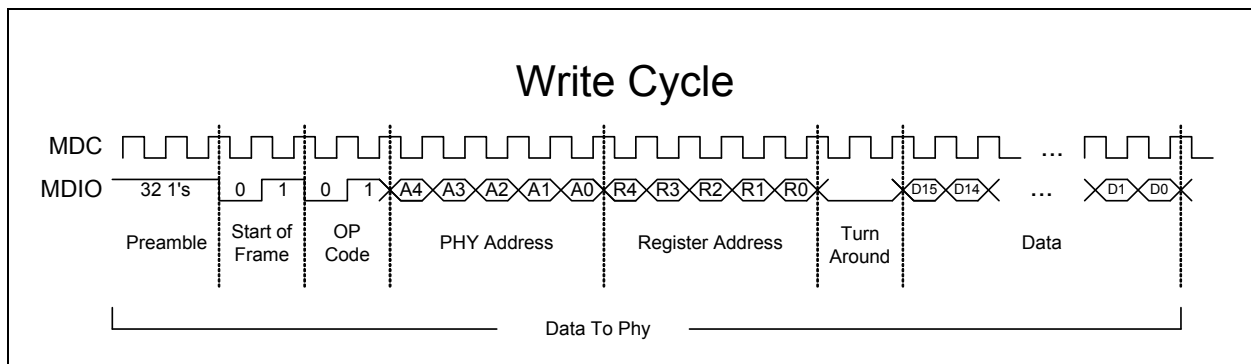 Write Cycle
MDC ...
MDIO 32 1's 0 1 0 1 A4 A3 A2 A1 A0 R4 R3 R2 R1 R0 D15 D14 ... D1 D0
Preamble Start of Frame OP Code PHY Address Register Address Turn Around Data
Data To Phy